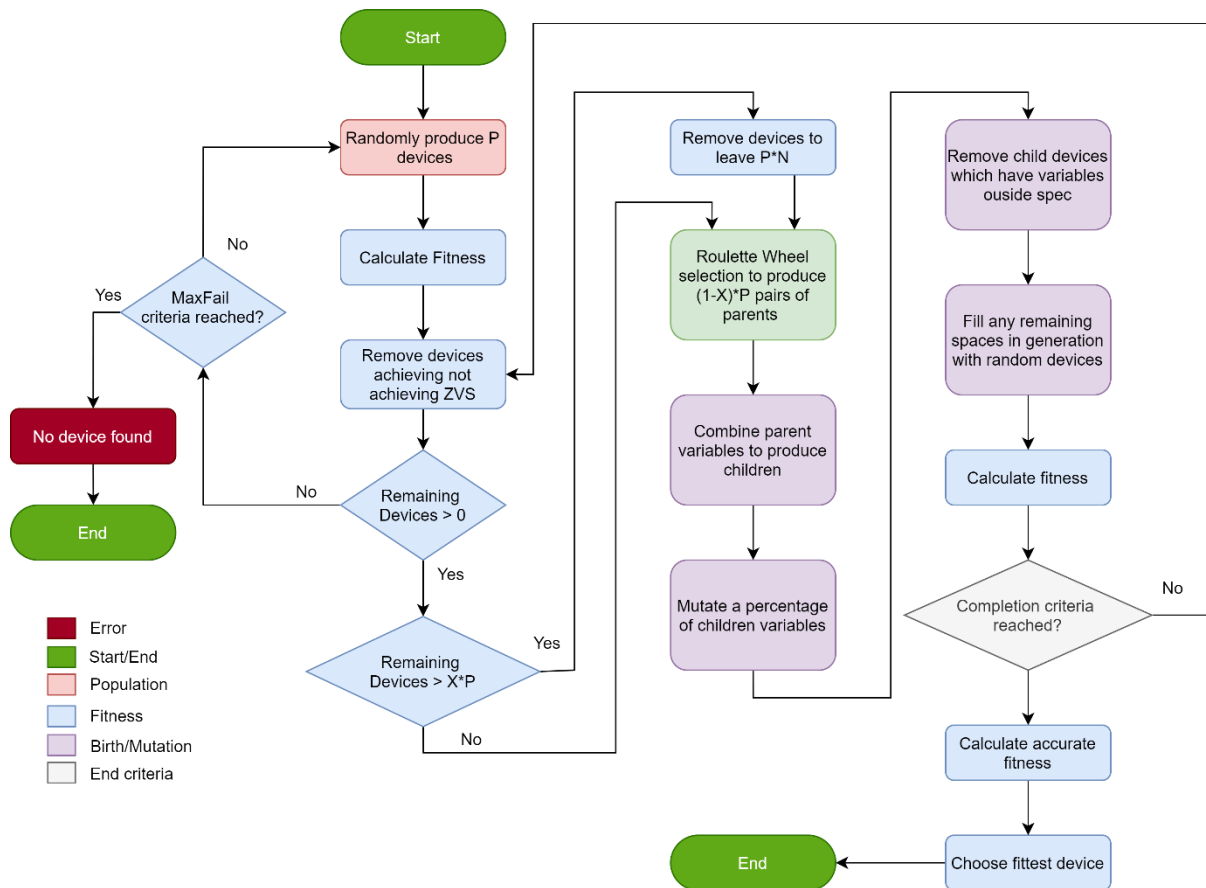 Start
Randomly produce P
devices
Calculate Fitness
Remove devices
achieving not
achieving ZVS
Remaining
Devices > 0
No
Yes
MaxFail
criteria reached?
No
Yes
No device found
End
Remaining
Devices > X*P
Yes
No
Remove devices to
leave P*N
Roulette Wheel
selection to produce
(1-X)*P pairs of
parents
Combine parent
variables to produce
children
Mutate a percentage
of children variables
Remove child devices
which have variables
ouside spec
Fill any remaining
spaces in generation
with random devices
Calculate fitness
Completion criteria
reached?
No
Calculate accurate
fitness
Choose fittest device
End
Error
Start/End
Population
Fitness
Birth/Mutation
End criteria